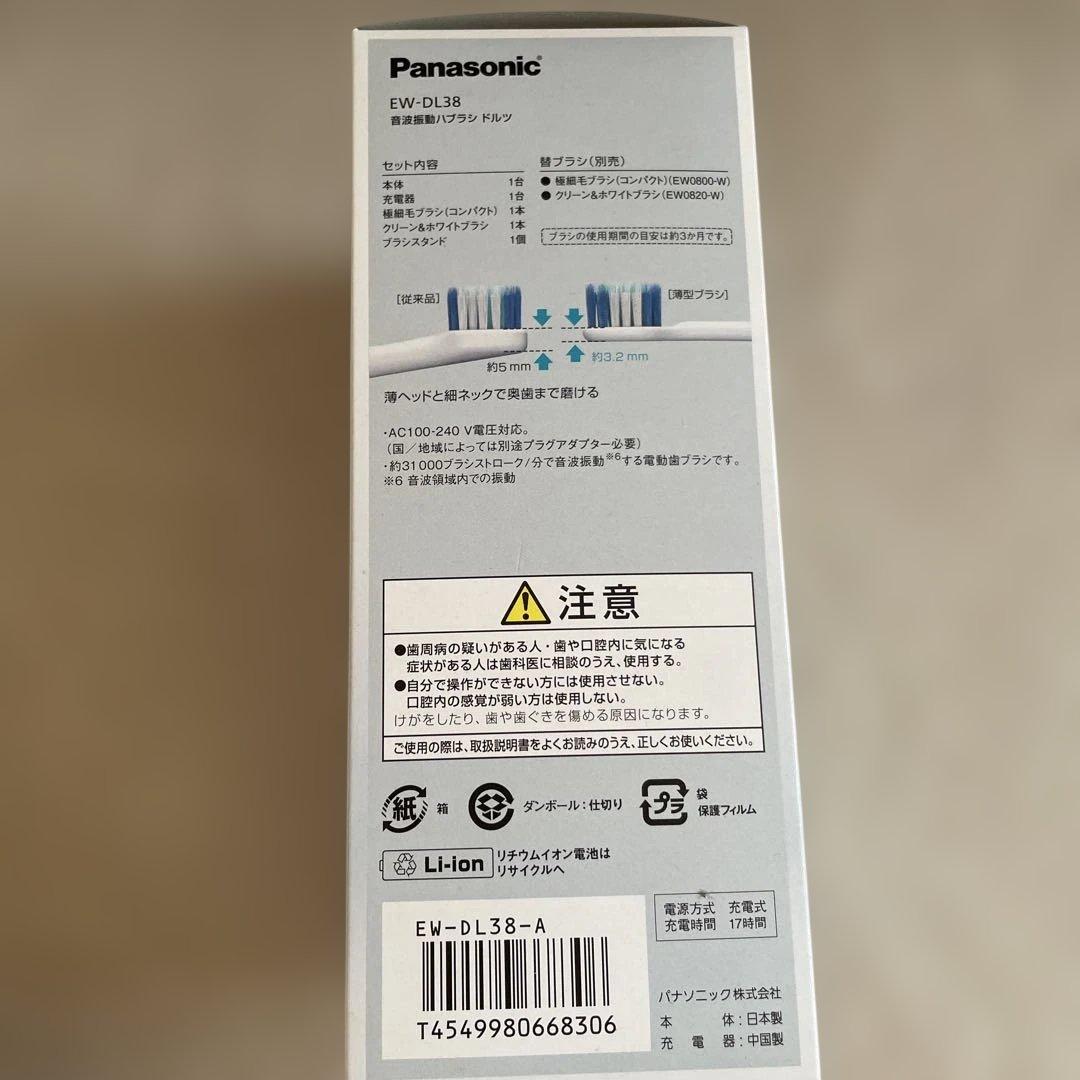 Panasonic
EW-DL38
音波振動ハブラシ ドルツ
セット内容
本体 1台
充電器 1台
極細毛ブラシ(コンパクト) 1本
クリーン&ホワイトブラシ 1本
ブラシスタンド 1個
替ブラシ(別売)
● 極細毛ブラシ(コンパクト)(EW0800-W)
● クリーン&ホワイトブラシ(EW0820-W)
ブラシの使用期間の目安は約3か月です。
[従来品]
[薄型ブラシ]
約5mm
約3.2mm
薄ヘッドと細ネックで奥歯まで磨ける
・AC100-240 V電圧対応。
(国/地域によっては別途プラグアダプター必要)
・約31000ブラシストローク/分で音波振動※6する電動歯ブラシです。
※6 音波領域内での振動
注意
●歯周病の疑いがある人・歯や口腔内に気になる
症状がある人は歯科医に相談のうえ、使用する。
●自分で操作ができない方には使用させない。
口腔内の感覚が弱い方は使用しない。
けがをしたり、歯や歯ぐきを傷める原因になります。
ご使用の際は、取扱説明書をよくお読みのうえ、正しくお使いください。
紙 箱
ダンボール:仕切り
プラ 袋
保護フィルム
Li-ion リチウムイオン電池は
リサイクルへ
EW-DL38-A
T4549980668306
電源方式 充電式
充電時間 17時間
パナソニック株式会社
本体:日本製
充電器:中国製